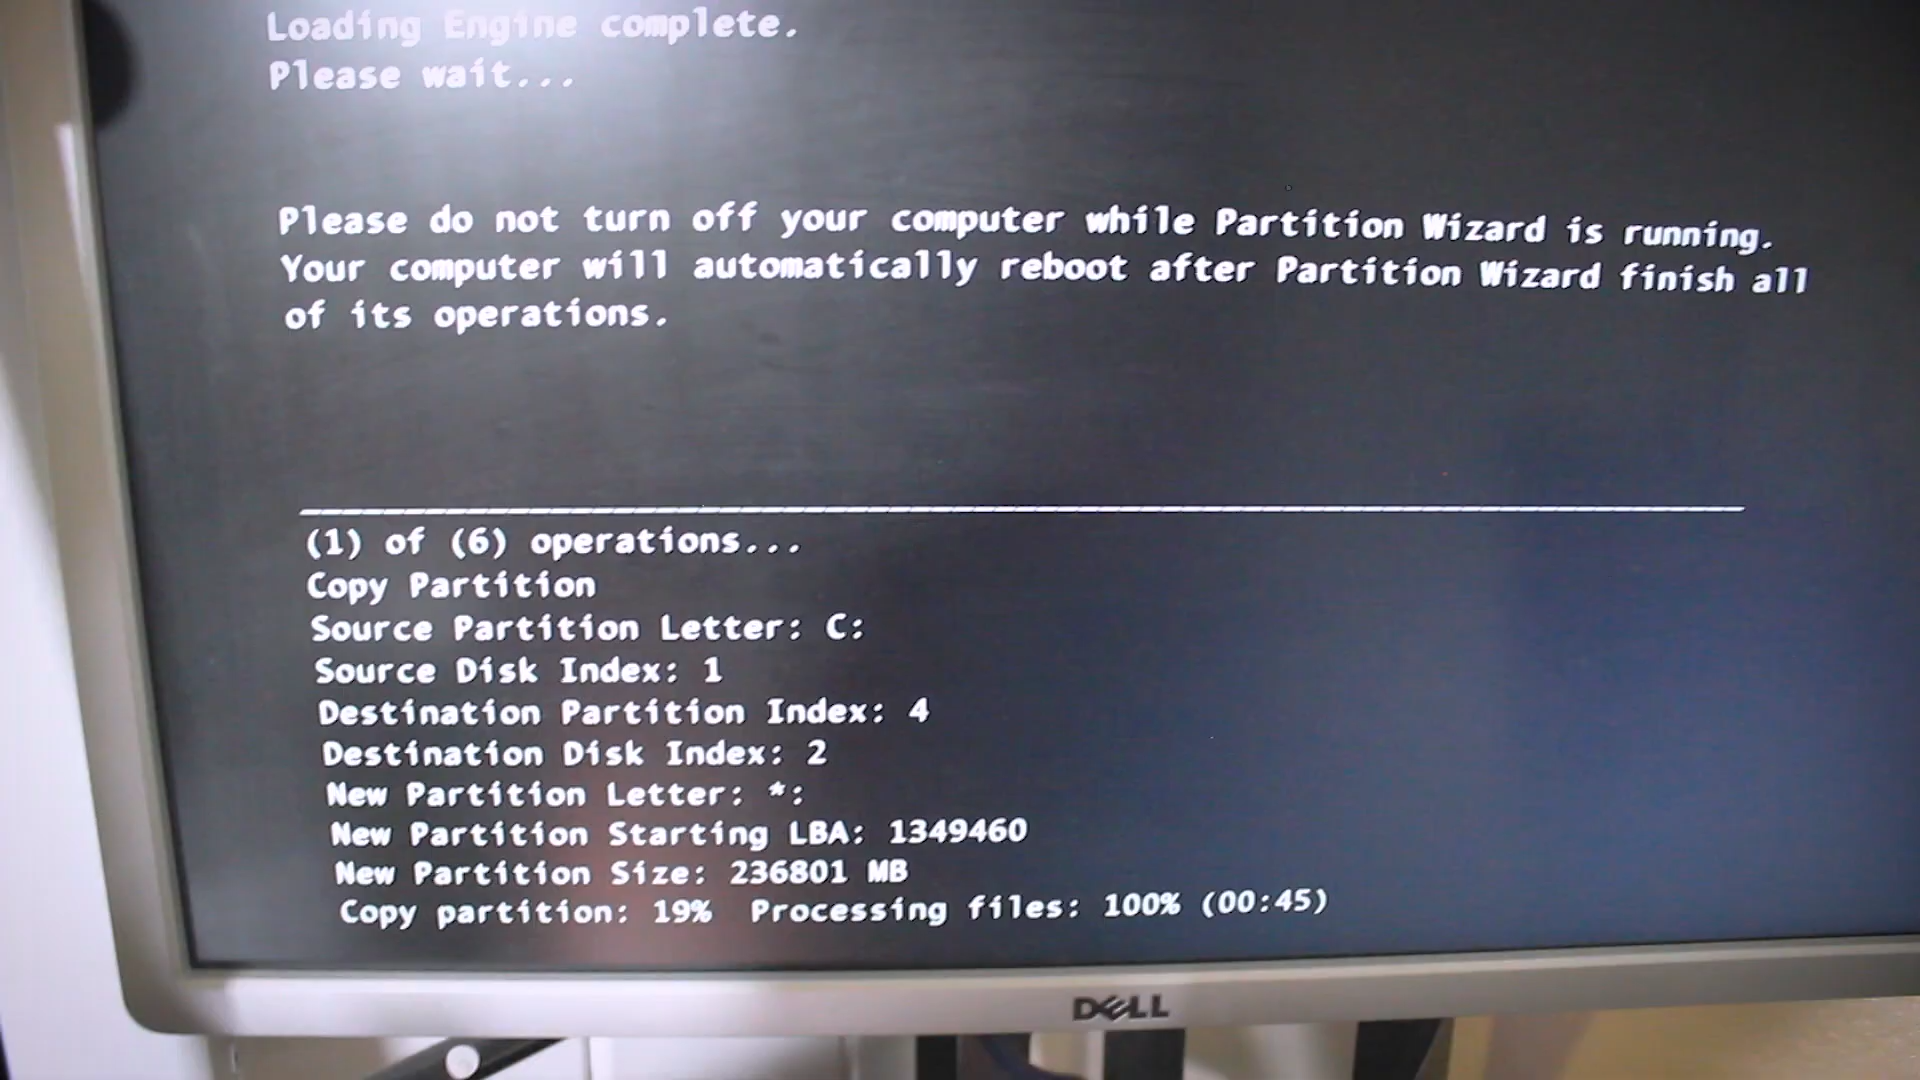 Loading Engine complete.
Please wait...
Please do not turn off your computer while Partition Wizard is running.
Your computer will automatically reboot after Partition Wizard finish all
of its operations.
(1) of (6) operations...
Copy Partition
Source Partition Letter: C:
Source Disk Index: 1
Destination Partition Index: 4
Destination Disk Index: 2
New Partition Letter: *:
New Partition Starting LBA: 1349460
New Partition Size: 236801 MB
Copy partition: 19%  Processing files: 100% (00:45)
DELL